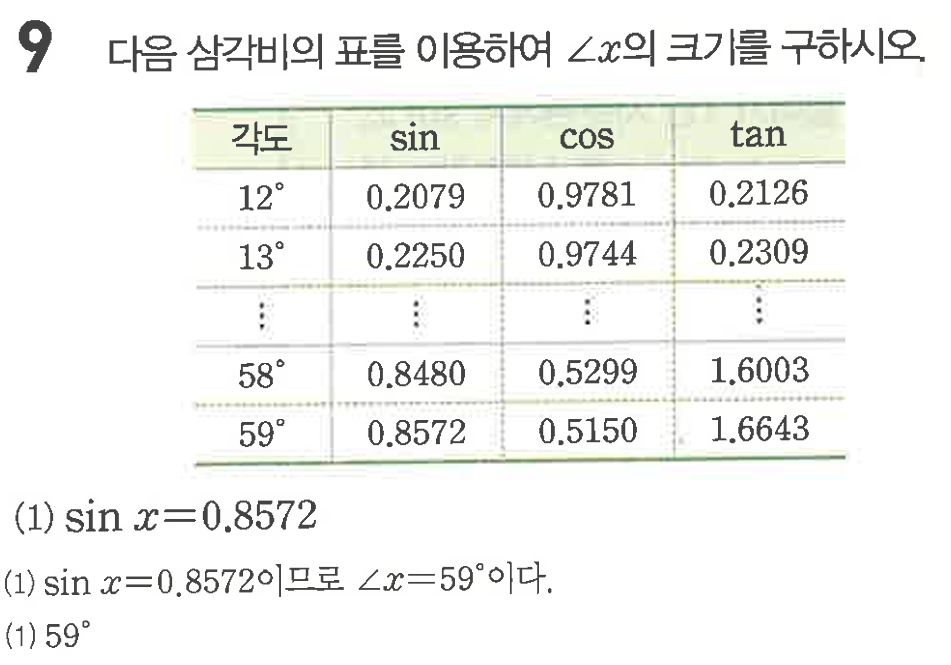 9 다음 삼각비의 표를 이용하여 ∠x의 크기를 구하시오.
각도 sin cos tan
12° 0.2079 0.9781 0.2126
13° 0.2250 0.9744 0.2309
⋮ ⋮ ⋮ ⋮
58° 0.8480 0.5299 1.6003
59° 0.8572 0.5150 1.6643
(1) sin x=0.8572
(1) sin x=0.8572이므로 ∠x=59°이다.
(1) 59°